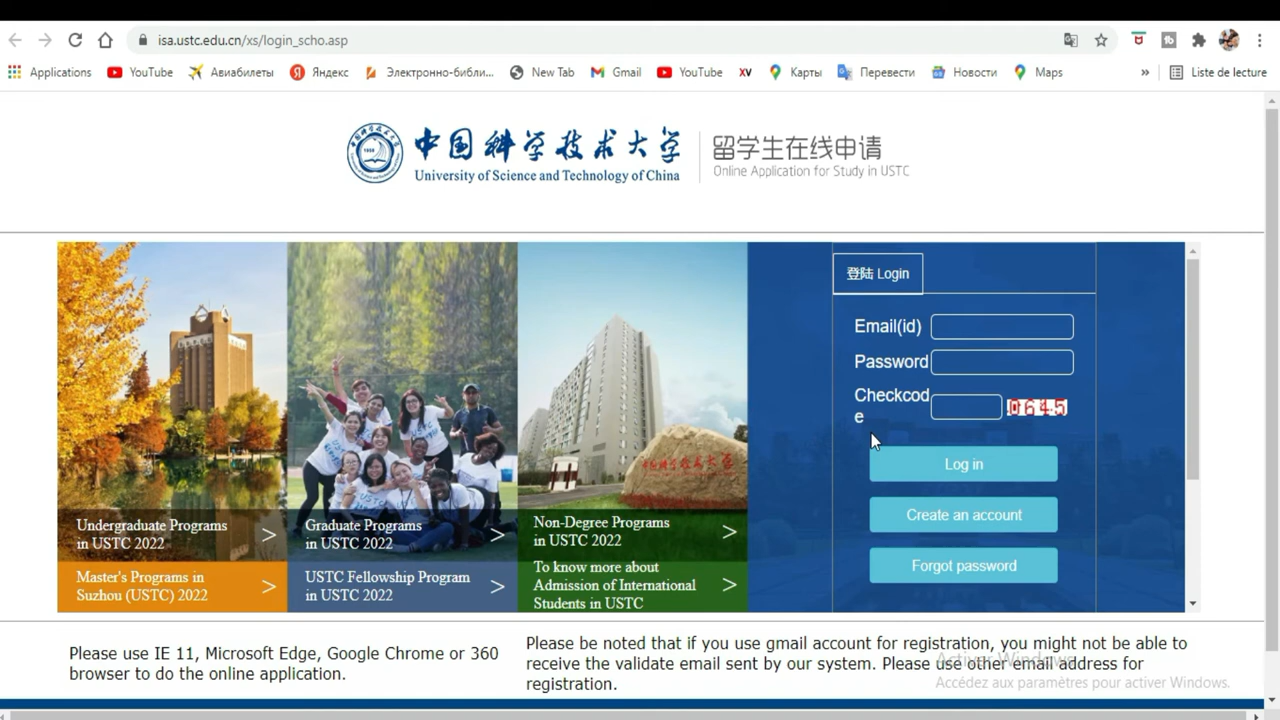 isa.ustc.edu.cn/xs/login_scho.asp
Applications YouTube Авиабилеты Яндекс Электронно-библи... New Tab Gmail YouTube XV Карты Перевести Новости Maps » Liste de lecture
中国科学技术大学
University of Science and Technology of China
留学生在线申请
Online Application for Study in USTC
登陆 Login
Email(id)
Password
Checkcod
e
0645
Log in
Create an account
Forgot password
Undergraduate Programs
in USTC 2022 >
Graduate Programs
in USTC 2022 >
Non-Degree Programs
in USTC 2022 >
Master's Programs in
Suzhou (USTC) 2022 >
USTC Fellowship Program
in USTC 2022 >
To know more about
Admission of International
Students in USTC >
Please use IE 11, Microsoft Edge, Google Chrome or 360
browser to do the online application.
Please be noted that if you use gmail account for registration, you might not be able to
receive the validate email sent by our system. Please use other email address for
registration.
Activer Windows
Accédez aux paramètres pour activer Windows.